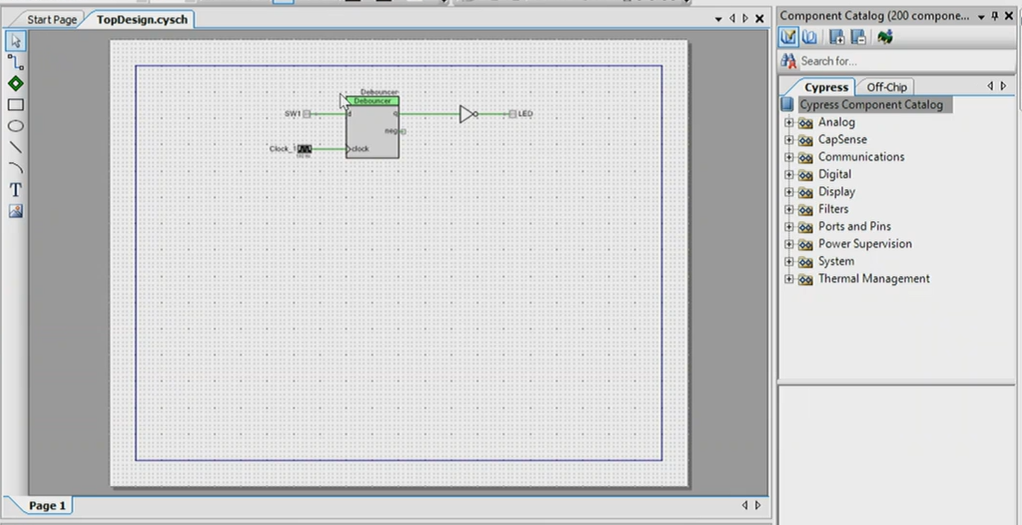 Start Page
TopDesign.cysch
Debouncer
Debouncer
SW1
d
q
LED
neg
Clock_1
clock
T
Page 1
Component Catalog (200 compone...
Search for...
Cypress
Off-Chip
Cypress Component Catalog
Analog
CapSense
Communications
Digital
Display
Filters
Ports and Pins
Power Supervision
System
Thermal Management